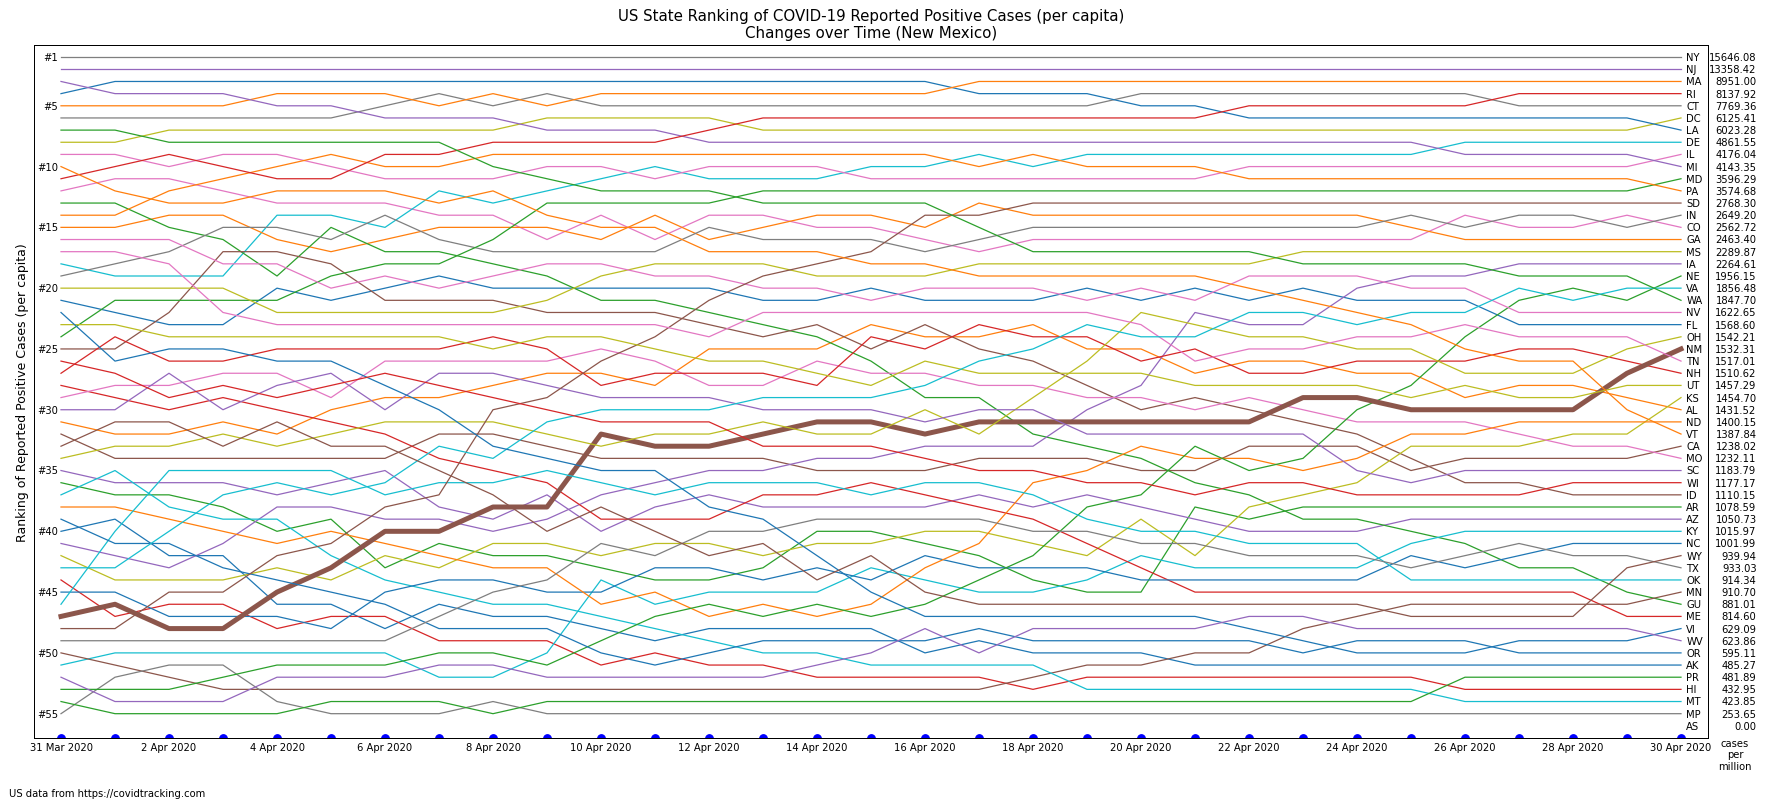 US State Ranking of COVID-19 Reported Positive Cases (per capita)
Changes over Time (New Mexico)
Ranking of Reported Positive Cases (per capita)
#1
#5
#10
#15
#20
#25
#30
#35
#40
#45
#50
#55
NY 15646.08
NJ 13358.42
MA 8951.00
RI 8137.92
CT 7769.36
DC 6125.41
LA 6023.28
DE 4861.55
IL 4176.04
MI 4143.35
MD 3596.29
PA 3574.68
SD 2768.30
IN 2649.20
CO 2562.72
GA 2463.40
MS 2289.87
IA 2264.61
NE 1956.15
VA 1856.48
WA 1847.70
NV 1622.65
FL 1568.60
OH 1542.21
NM 1532.31
TN 1517.01
NH 1510.62
UT 1457.29
KS 1454.70
AL 1431.52
ND 1400.15
VT 1387.84
CA 1238.02
MO 1232.11
SC 1183.79
WI 1177.17
ID 1110.15
AR 1078.59
AZ 1050.73
KY 1015.97
NC 1001.99
WY 939.94
TX 933.03
OK 914.34
MN 910.70
GU 881.01
ME 814.60
VI 629.09
WV 623.86
OR 595.11
AK 485.27
PR 481.89
HI 432.95
MT 423.85
MP 253.65
AS 0.00
31 Mar 2020 2 Apr 2020 4 Apr 2020 6 Apr 2020 8 Apr 2020 10 Apr 2020 12 Apr 2020 14 Apr 2020 16 Apr 2020 18 Apr 2020 20 Apr 2020 22 Apr 2020 24 Apr 2020 26 Apr 2020 28 Apr 2020 30 Apr 2020
cases
per
million
US data from https://covidtracking.com